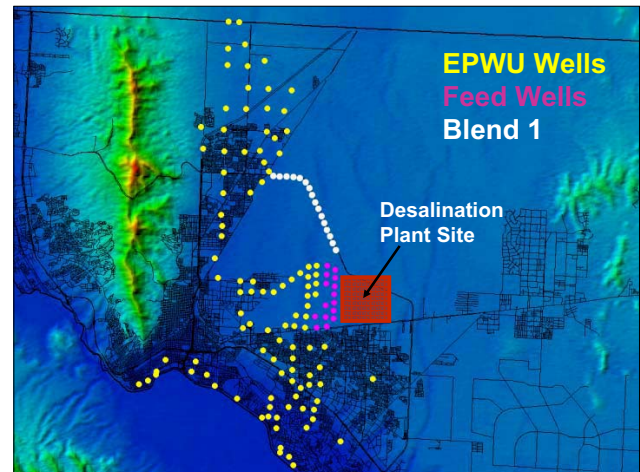 EPWU Wells
Feed Wells
Blend 1
Desalination
Plant Site